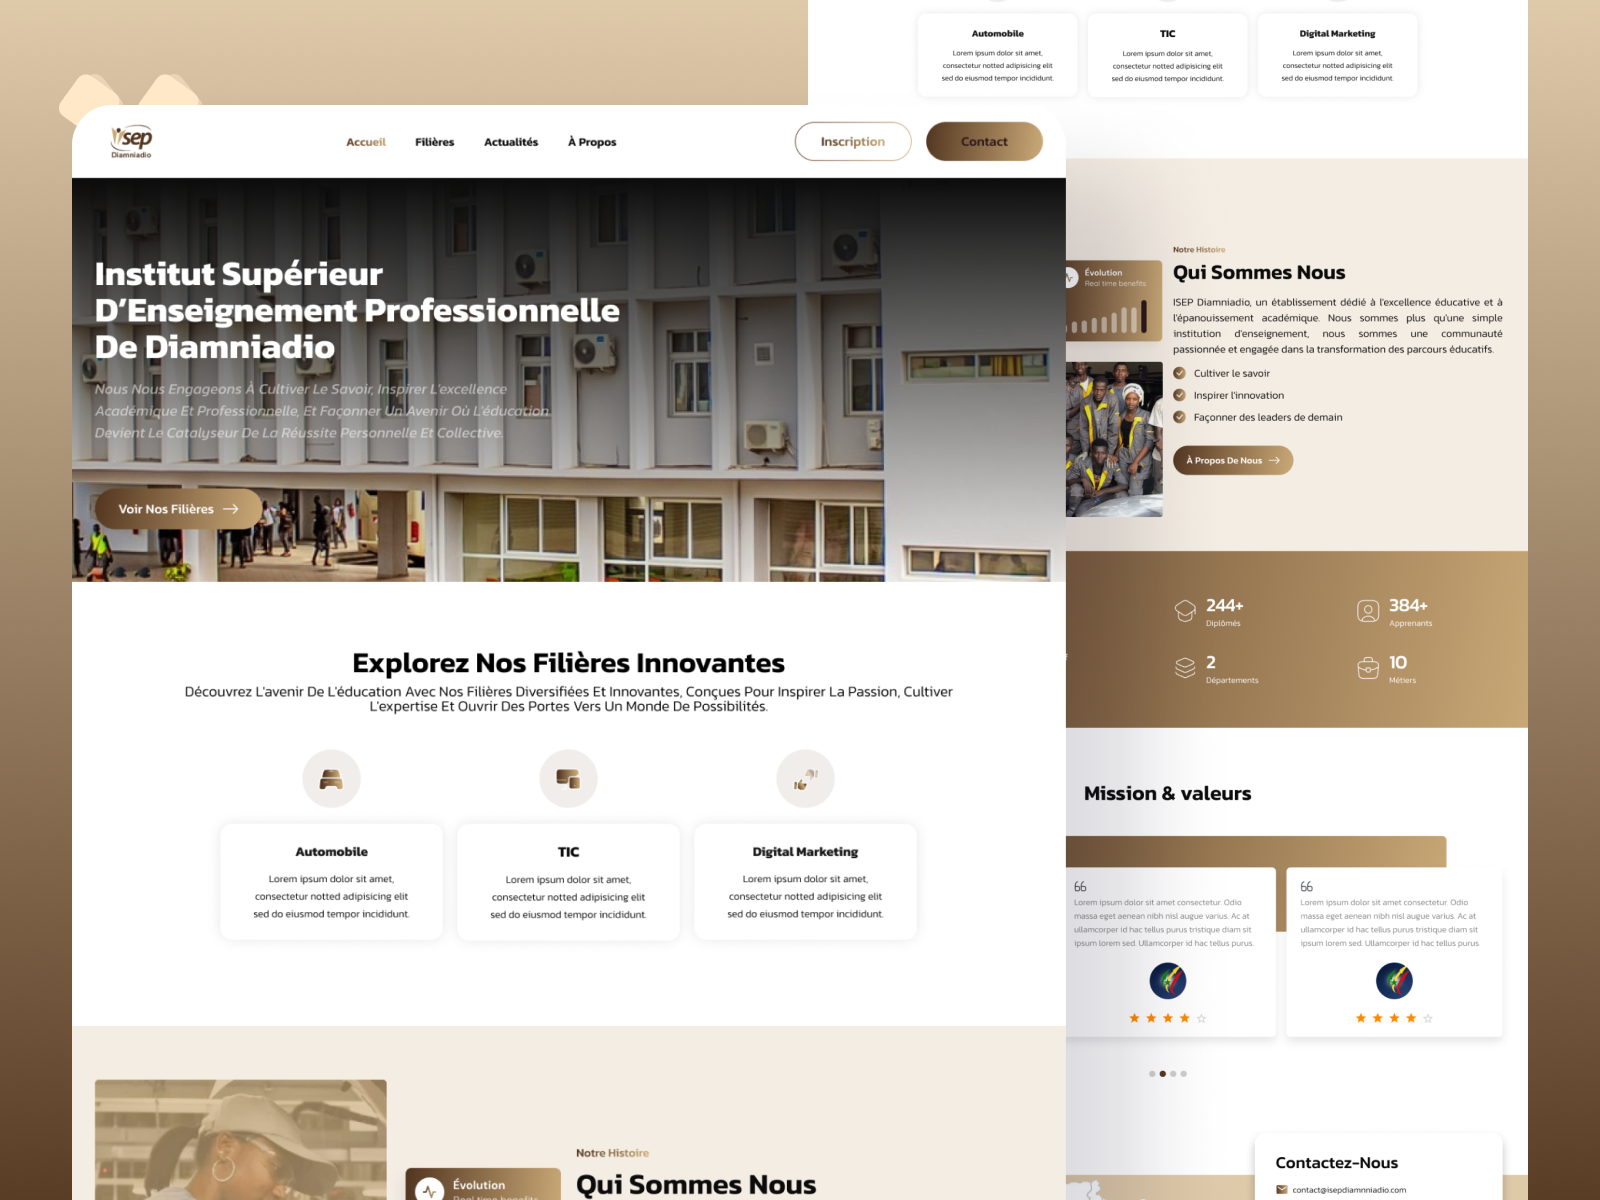 isep
Diamniadio
Accueil
Filières
Actualités
À Propos
Inscription
Contact
Institut Supérieur
D'Enseignement Professionnelle
De Diamniadio
Nous Nous Engageons À Cultiver Le Savoir, Inspirer L'excellence
Académique Et Professionnelle, Et Façonner Un Avenir Où L'éducation
Devient Le Catalyseur De La Réussite Personnelle Et Collective.
Voir Nos Filières
Explorez Nos Filières Innovantes
Découvrez L'avenir De L'éducation Avec Nos Filières Diversifiées Et Innovantes, Conçues Pour Inspirer La Passion, Cultiver
L'expertise Et Ouvrir Des Portes Vers Un Monde De Possibilités.
Automobile
Lorem ipsum dolor sit amet,
consectetur notted adipisicing elit
sed do eiusmod tempor incididunt.
TIC
Lorem ipsum dolor sit amet,
consectetur notted adipisicing elit
sed do eiusmod tempor incididunt.
Digital Marketing
Lorem ipsum dolor sit amet,
consectetur notted adipisicing elit
sed do eiusmod tempor incididunt.
Notre Histoire
Qui Sommes Nous
Évolution
Real time benefits
Automobile
Lorem ipsum dolor sit amet,
consectetur notted adipisicing elit
sed do eiusmod tempor incididunt.
TIC
Lorem ipsum dolor sit amet,
consectetur notted adipisicing elit
sed do eiusmod tempor incididunt.
Digital Marketing
Lorem ipsum dolor sit amet,
consectetur notted adipisicing elit
sed do eiusmod tempor incididunt.
Évolution
Real time benefits
Notre Histoire
Qui Sommes Nous
ISEP Diamniadio, un établissement dédié à l'excellence éducative et à
l'épanouissement académique. Nous sommes plus qu'une simple
institution d'enseignement, nous sommes une communauté
passionnée et engagée dans la transformation des parcours éducatifs.
Cultiver le savoir
Inspirer l'innovation
Façonner des leaders de demain
À Propos De Nous
244+
Diplômés
384+
Apprenants
2
Départements
10
Métiers
Mission & valeurs
66
Lorem ipsum dolor sit amet consectetur. Odio
massa eget aenean nibh nisl augue varius. Ac at
ullamcorper id hac tellus purus tristique diam sit
ipsum lorem sed. Ullamcorper id hac tellus purus.
66
Lorem ipsum dolor sit amet consectetur. Odio
massa eget aenean nibh nisl augue varius. Ac at
ullamcorper id hac tellus purus tristique diam sit
ipsum lorem sed. Ullamcorper id hac tellus purus.
Contactez-Nous
contact@isepdiamnniadio.com